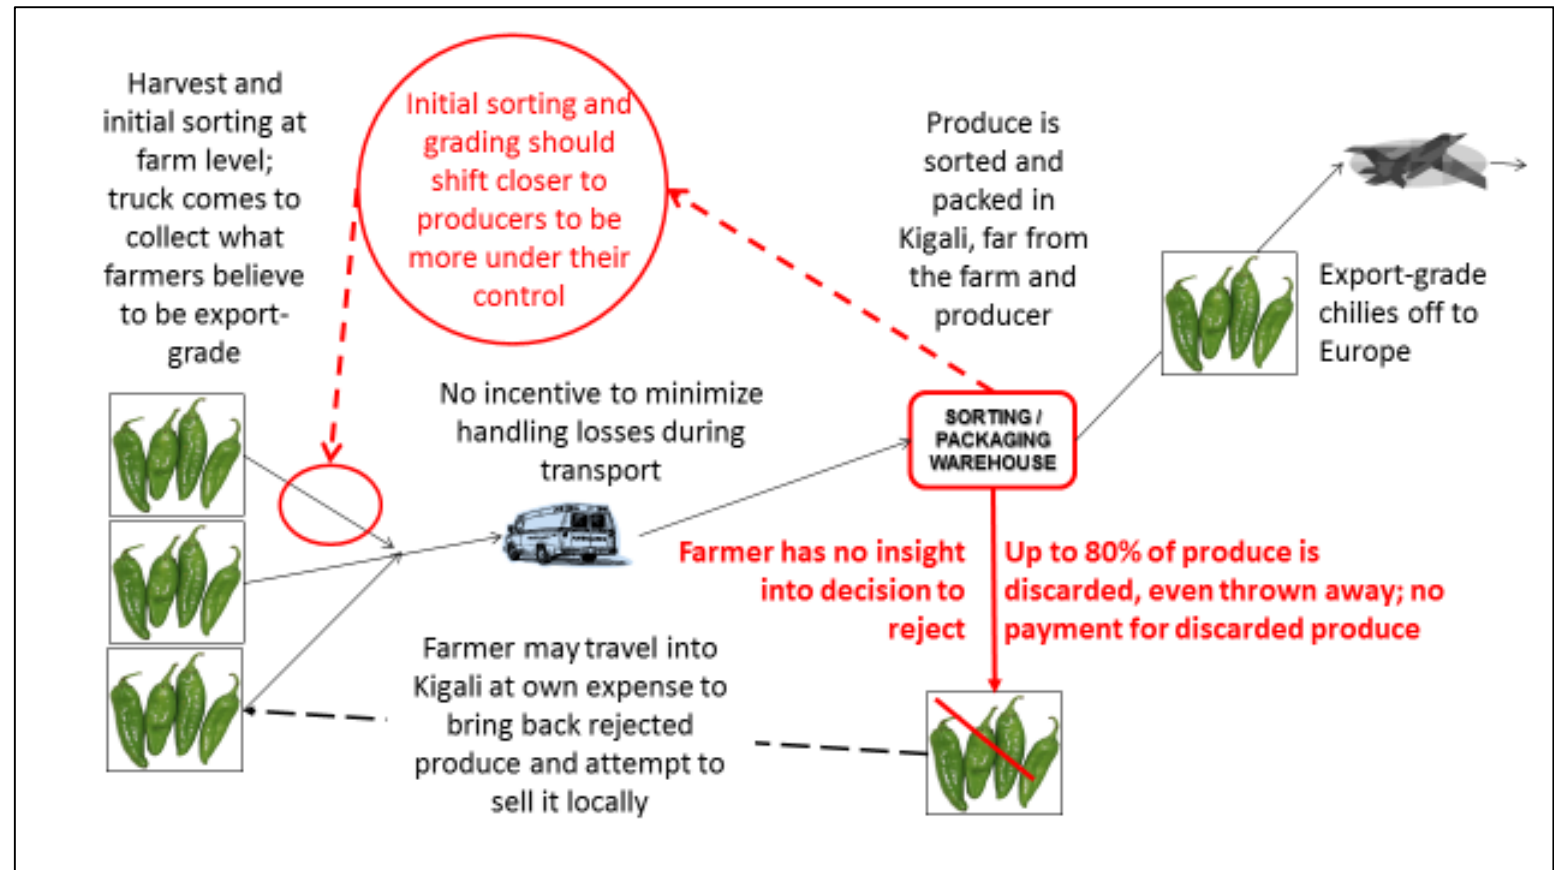 Harvest and
initial sorting at
farm level;
truck comes to
collect what
farmers believe
to be export-
grade
Initial sorting and
grading should
shift closer to
producers to be
more under their
control
Produce is
sorted and
packed in
Kigali, far from
the farm and
producer
Export-grade
chilies off to
Europe
No incentive to minimize
handling losses during
transport
SORTING /
PACKAGING
WAREHOUSE
Farmer has no insight
into decision to
reject
Up to 80% of produce is
discarded, even thrown away; no
payment for discarded produce
Farmer may travel into
Kigali at own expense to
bring back rejected
produce and attempt to
sell it locally